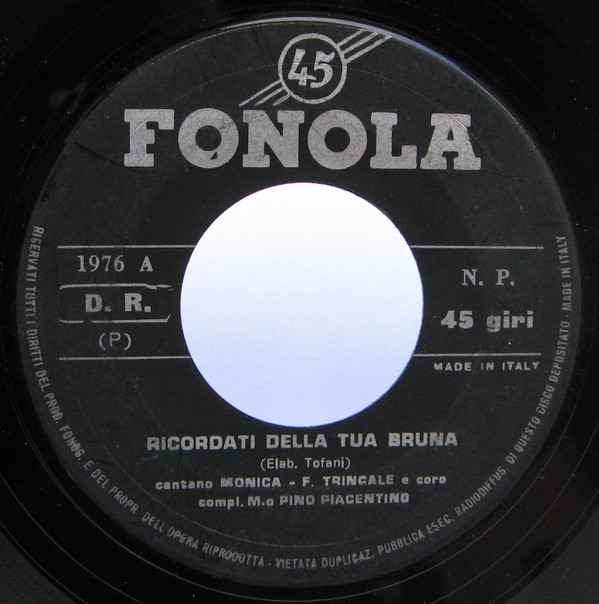 45
FONOLA
1976 A
D. R.
(P)
N. P.
45 giri
MADE IN ITALY
RICORDATI DELLA TUA BRUNA
(Elab. Tofani)
cantano MONICA - F. TRINCALE e coro
compl. M.o PINO PIACENTINO
RISERVATI TUTTI I DIRITTI DEL PROD. FONOG. E DEL PROPR. DELL'OPERA RIPRODOTTA - VIETATA DUPLICAZ. PUBBLICA ESEC. RADIODIFFUS. DI QUESTO DISCO DEPOSITATO - MADE IN ITALY